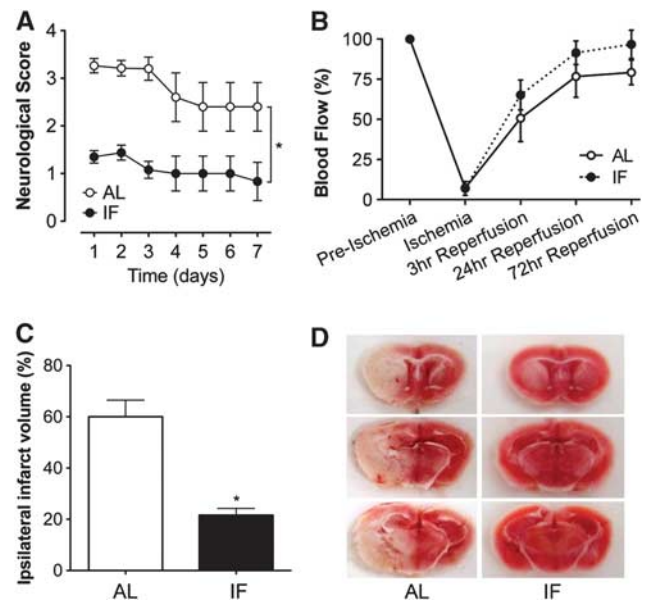 A
Neurological Score
4
3
2
1
0
*
AL
IF
1 2 3 4 5 6 7
Time (days)
B
Blood Flow (%)
100
75
50
25
0
AL
IF
Pre-Ischemia
Ischemia
3hr Reperfusion
24hr Reperfusion
72hr Reperfusion
C
Ipsilateral infarct volume (%)
80
60
40
20
0
*
AL IF
D
AL IF